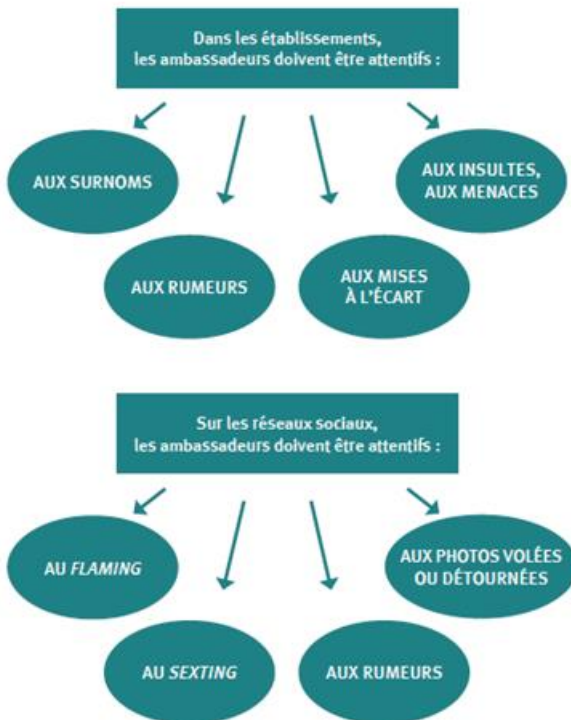 Dans les établissements,
les ambassadeurs doivent être attentifs :
AUX SURNOMS
AUX INSULTES,
AUX MENACES
AUX RUMEURS
AUX MISES
À L'ÉCART
Sur les réseaux sociaux,
les ambassadeurs doivent être attentifs :
AU FLAMING
AUX PHOTOS VOLÉES
OU DÉTOURNÉES
AU SEXTING
AUX RUMEURS